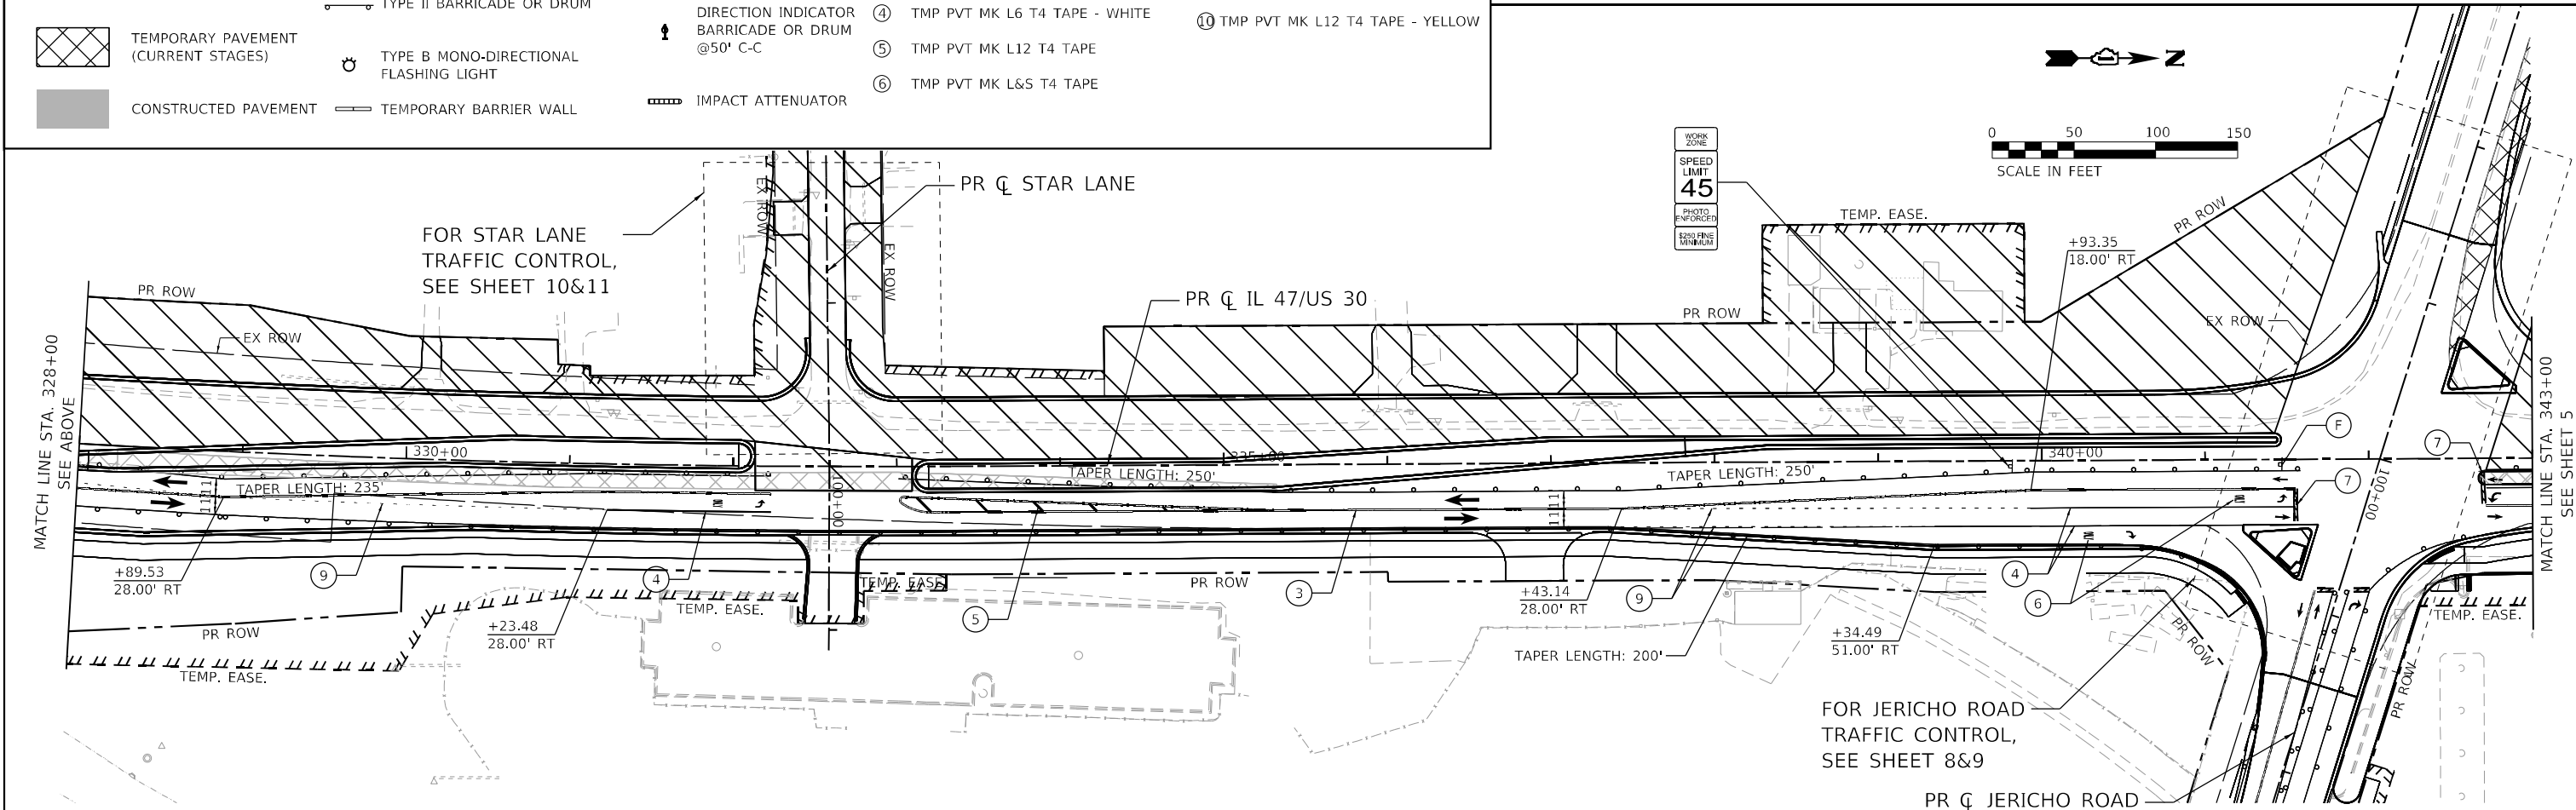 TYPE II BARRICADE OR DRUM
TEMPORARY PAVEMENT
(CURRENT STAGES)
TYPE B MONO-DIRECTIONAL
FLASHING LIGHT
CONSTRUCTED PAVEMENT
TEMPORARY BARRIER WALL
DIRECTION INDICATOR
BARRICADE OR DRUM
@50' C-C
IMPACT ATTENUATOR
4 TMP PVT MK L6 T4 TAPE - WHITE
5 TMP PVT MK L12 T4 TAPE
6 TMP PVT MK L&S T4 TAPE
10 TMP PVT MK L12 T4 TAPE - YELLOW
N
0 50 100 150
SCALE IN FEET
WORK
ZONE
SPEED
LIMIT
45
PHOTO
ENFORCED
$250 FINE
MINIMUM
PR ℄ STAR LANE
FOR STAR LANE
TRAFFIC CONTROL,
SEE SHEET 10&11
EX ROW
EX ROW
TEMP. EASE.
PR ROW
+93.35
18.00' RT
PR ROW
EX ROW
PR ℄ IL 47/US 30
PR ROW
EX ROW
MATCH LINE STA. 328+00
SEE ABOVE
MATCH LINE STA. 343+00
SEE SHEET 5
330+00
335+00
340+00
F
7
7
TAPER LENGTH: 235'
TAPER LENGTH: 250'
TAPER LENGTH: 250'
11'
11'
11'
11'
100+00
+89.53
28.00' RT
9
4
+23.48
28.00' RT
TEMP. EASE.
TEMP. EASE
PR ROW
5
3
+43.14
28.00' RT
9
TAPER LENGTH: 200'
+34.49
51.00' RT
4
6
PR ROW
TEMP. EASE.
PR ROW
TEMP. EASE.
PR ROW
FOR JERICHO ROAD
TRAFFIC CONTROL,
SEE SHEET 8&9
PR ℄ JERICHO ROAD